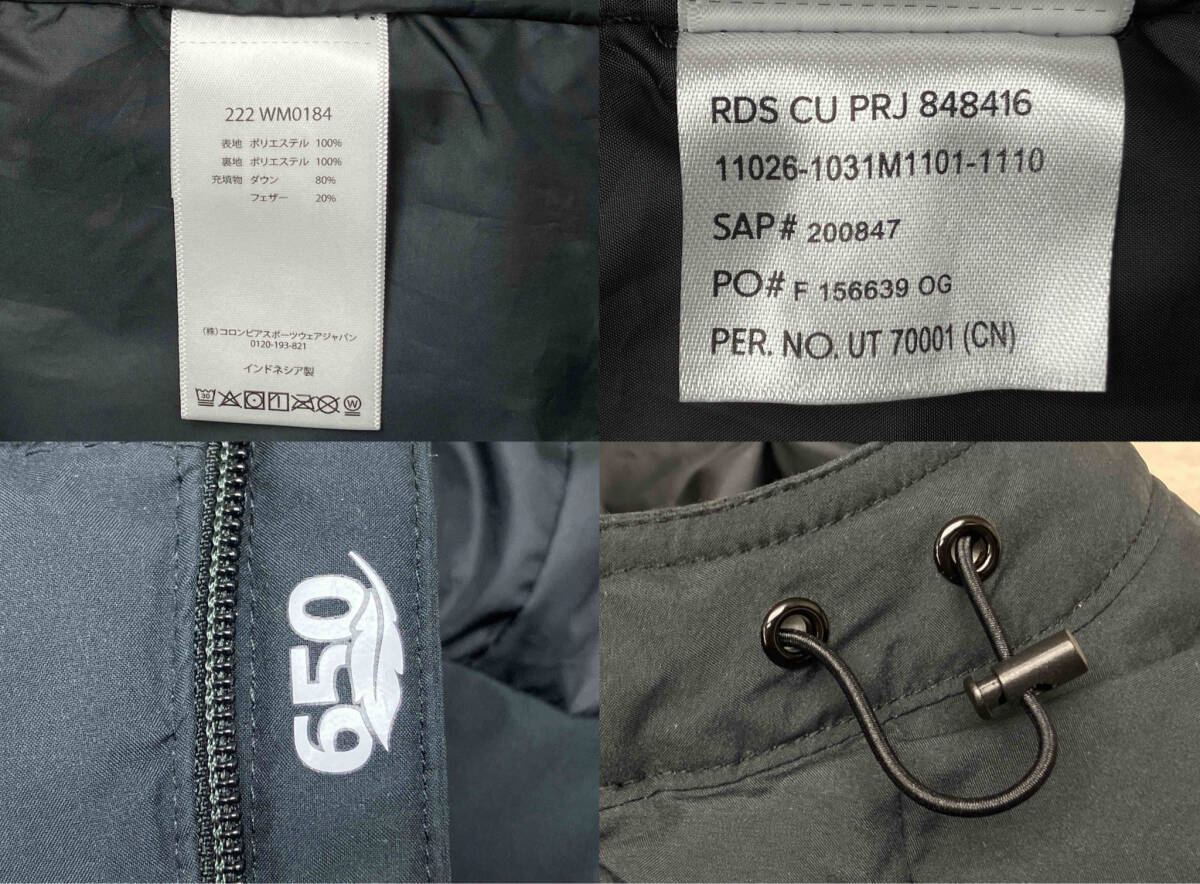 222 WM0184
表地 ポリエステル 100%
裏地 ポリエステル 100%
充填物 ダウン 80%
フェザー 20%
(株)コロンビアスポーツウェアジャパン
0120-193-821
インドネシア製
30
W
RDS CU PRJ 848416
11026-1031M1101-1110
SAP# 200847
PO# F 156639 OG
PER. NO. UT 70001 (CN)
650